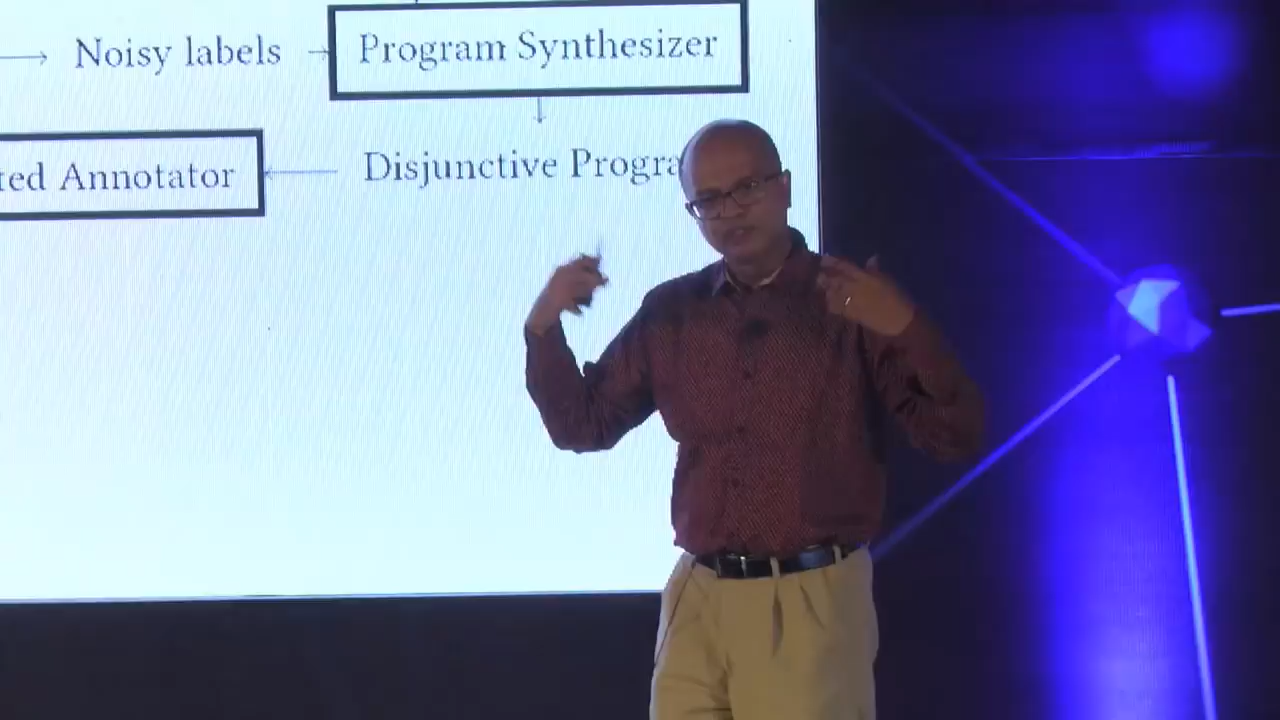 Noisy labels
Program Synthesizer
ted Annotator
Disjunctive Progra